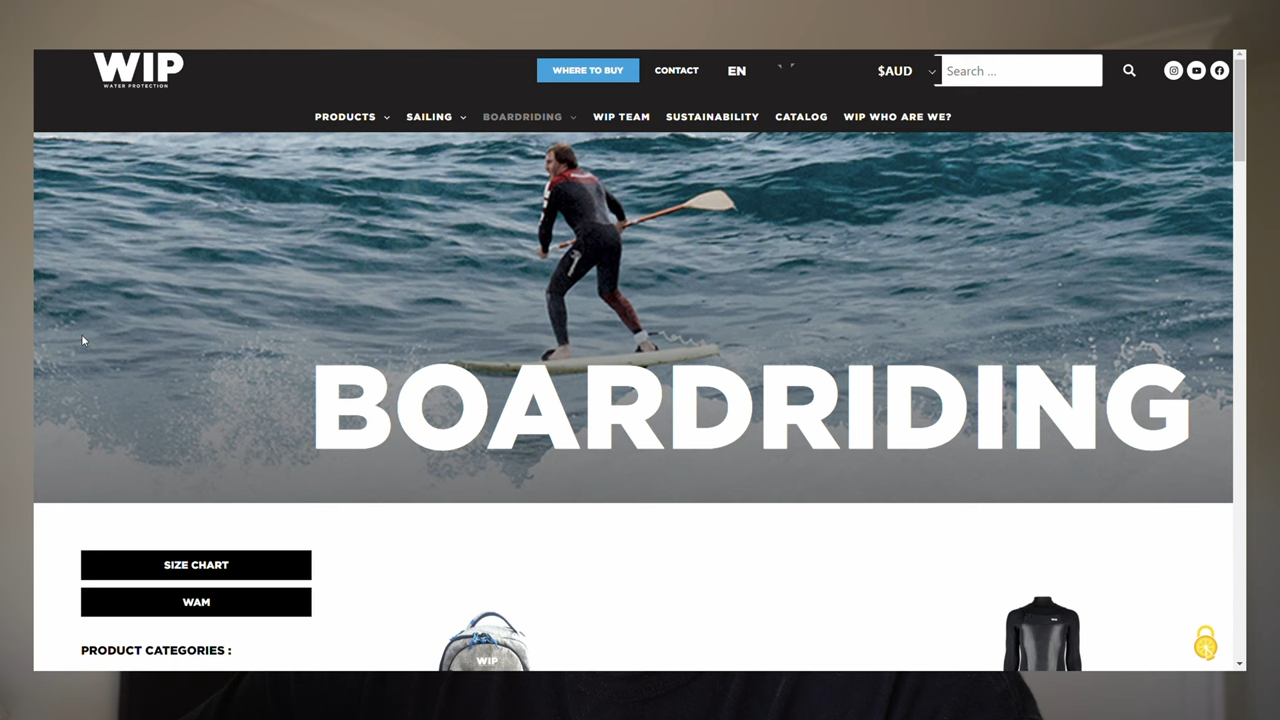 WIP
WATER PROTECTION
WHERE TO BUY
CONTACT
EN
$AUD
Search ...
PRODUCTS
SAILING
BOARDRIDING
WIP TEAM
SUSTAINABILITY
CATALOG
WIP WHO ARE WE?
BOARDRIDING
SIZE CHART
WAM
PRODUCT CATEGORIES :
WIP